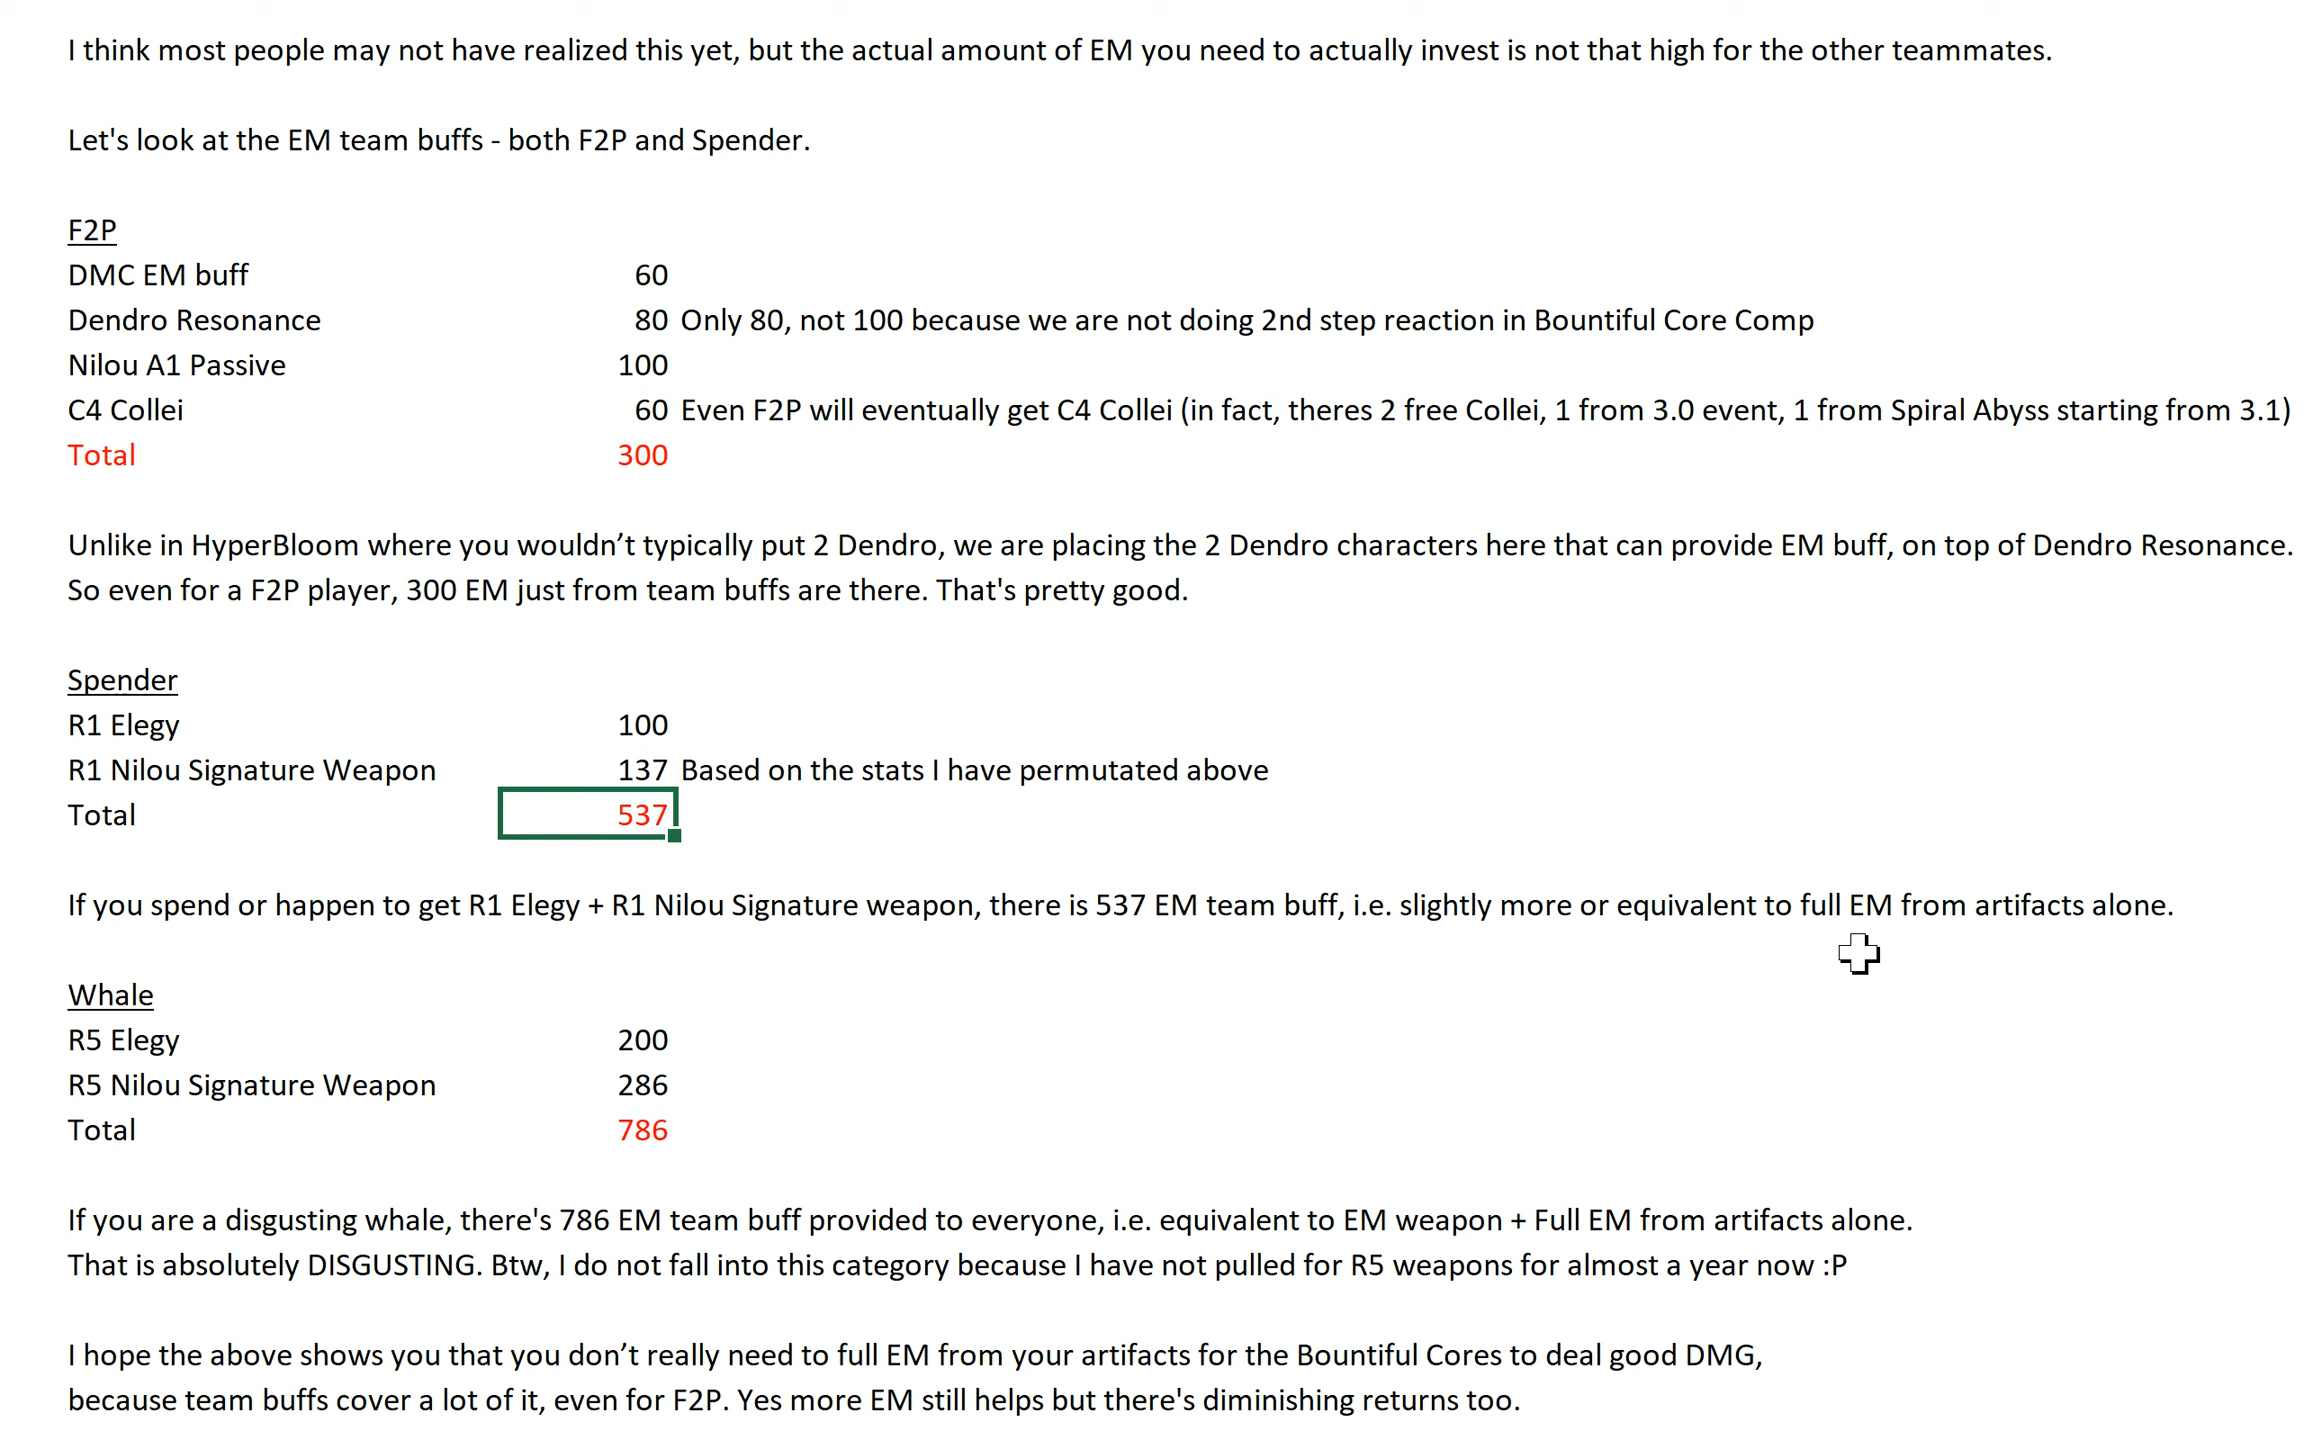 I think most people may not have realized this yet, but the actual amount of EM you need to actually invest is not that high for the other teammates.
Let's look at the EM team buffs - both F2P and Spender.
F2P
DMC EM buff 60
Dendro Resonance 80 Only 80, not 100 because we are not doing 2nd step reaction in Bountiful Core Comp
Nilou A1 Passive 100
C4 Collei 60 Even F2P will eventually get C4 Collei (in fact, theres 2 free Collei, 1 from 3.0 event, 1 from Spiral Abyss starting from 3.1)
Total 300
Unlike in HyperBloom where you wouldn’t typically put 2 Dendro, we are placing the 2 Dendro characters here that can provide EM buff, on top of Dendro Resonance.
So even for a F2P player, 300 EM just from team buffs are there. That's pretty good.
Spender
R1 Elegy 100
R1 Nilou Signature Weapon 137 Based on the stats I have permutated above
Total 537
If you spend or happen to get R1 Elegy + R1 Nilou Signature weapon, there is 537 EM team buff, i.e. slightly more or equivalent to full EM from artifacts alone.
Whale
R5 Elegy 200
R5 Nilou Signature Weapon 286
Total 786
If you are a disgusting whale, there's 786 EM team buff provided to everyone, i.e. equivalent to EM weapon + Full EM from artifacts alone.
That is absolutely DISGUSTING. Btw, I do not fall into this category because I have not pulled for R5 weapons for almost a year now :P
I hope the above shows you that you don’t really need to full EM from your artifacts for the Bountiful Cores to deal good DMG,
because team buffs cover a lot of it, even for F2P. Yes more EM still helps but there's diminishing returns too.